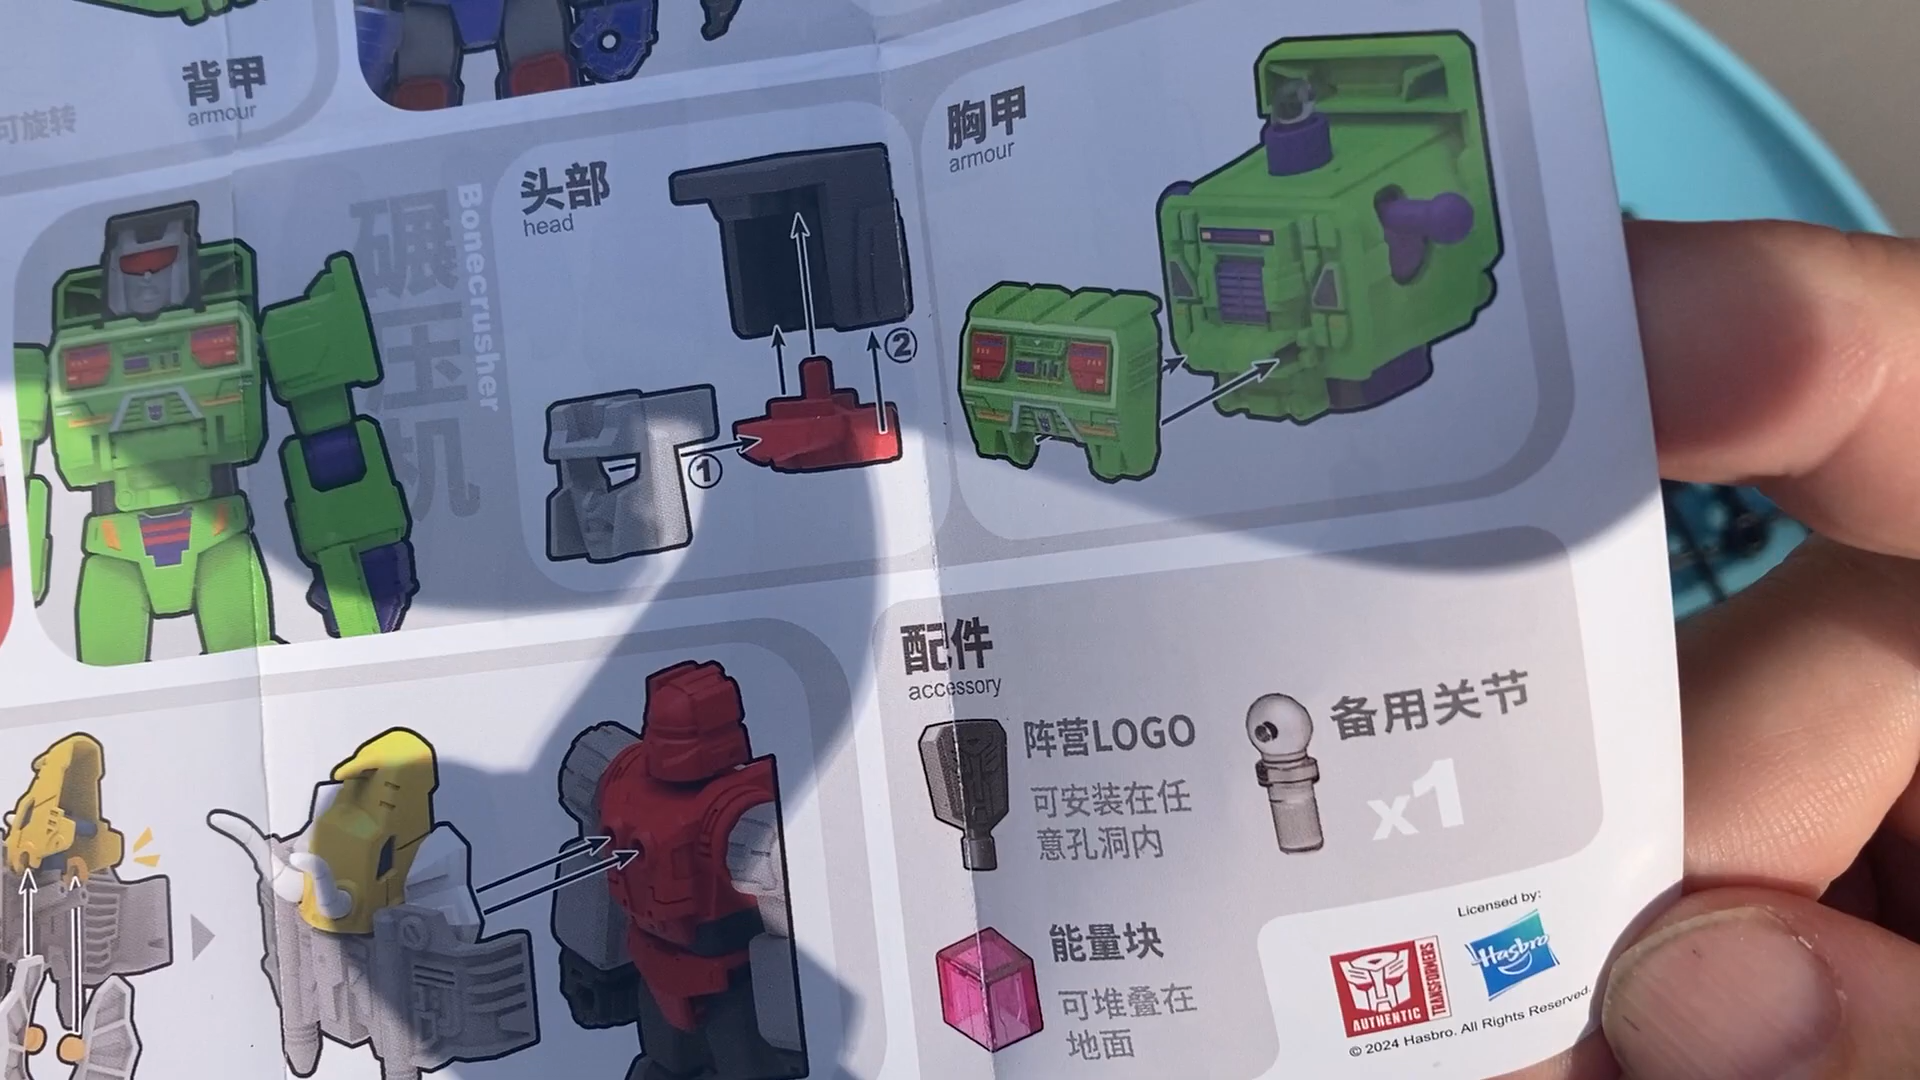 背甲
armour
可旋转
碾压机
Bonecrusher
头部
head
①
②
胸甲
armour
配件
accessory
阵营LOGO
可安装在任
意孔洞内
备用关节
x1
能量块
可堆叠在
地面
Licensed by:
Hasbro
TRANSFORMERS
AUTHENTIC
© 2024 Hasbro. All Rights Reserved.